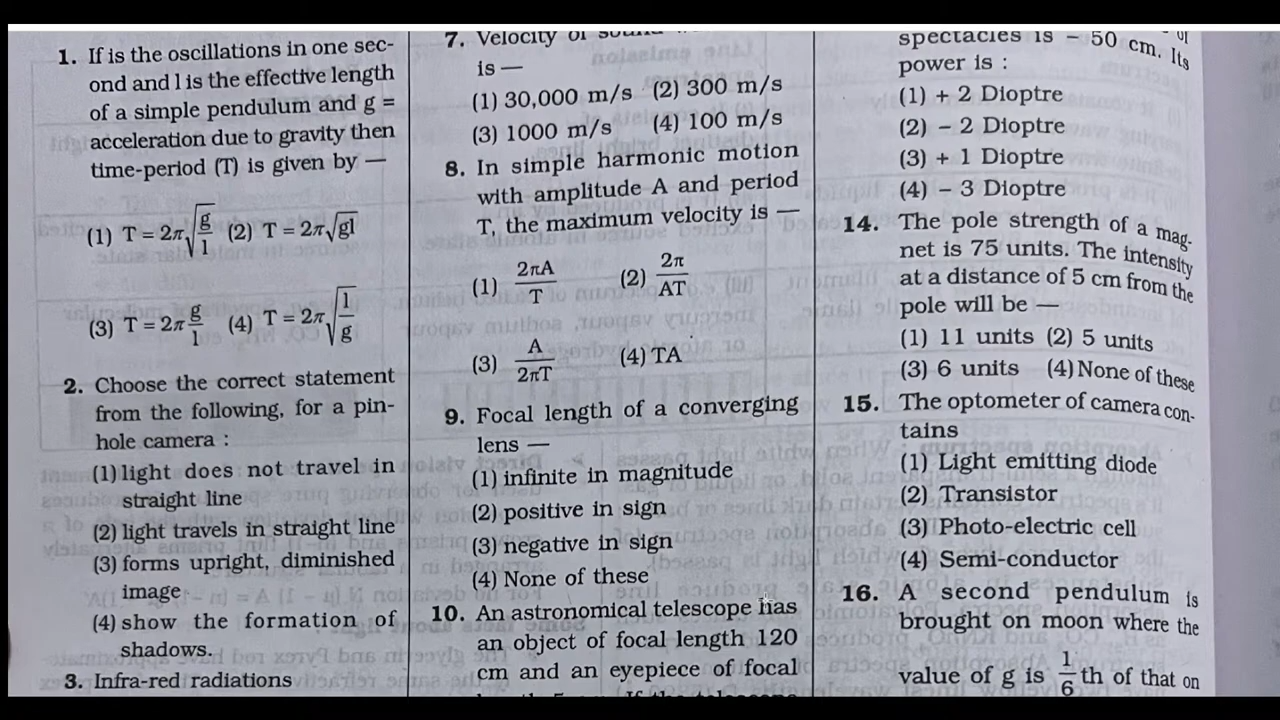 1. If is the oscillations in one sec-
ond and l is the effective length
of a simple pendulum and g =
acceleration due to gravity then
time-period (T) is given by —
(1) T = 2π√(g/l) (2) T = 2π√gl
(3) T = 2π g/l (4) T = 2π√(l/g)
2. Choose the correct statement
from the following, for a pin-
hole camera :
(1) light does not travel in
straight line
(2) light travels in straight line
(3) forms upright, diminished
image
(4) show the formation of
shadows.
3. Infra-red radiations
7. Velocity of sound
is —
(1) 30,000 m/s (2) 300 m/s
(3) 1000 m/s (4) 100 m/s
8. In simple harmonic motion
with amplitude A and period
T, the maximum velocity is —
(1) 2πA/T (2) 2π/AT
(3) A/2πT (4) TA
9. Focal length of a converging
lens —
(1) infinite in magnitude
(2) positive in sign
(3) negative in sign
(4) None of these
10. An astronomical telescope has
an object of focal length 120
cm and an eyepiece of focal
spectacles is – 50 cm. Its
power is :
(1) + 2 Dioptre
(2) – 2 Dioptre
(3) + 1 Dioptre
(4) – 3 Dioptre
14. The pole strength of a mag-
net is 75 units. The intensity
at a distance of 5 cm from the
pole will be —
(1) 11 units (2) 5 units
(3) 6 units (4) None of these
15. The optometer of camera con-
tains
(1) Light emitting diode
(2) Transistor
(3) Photo-electric cell
(4) Semi-conductor
16. A second pendulum is
brought on moon where the
value of g is 1/6 th of that on